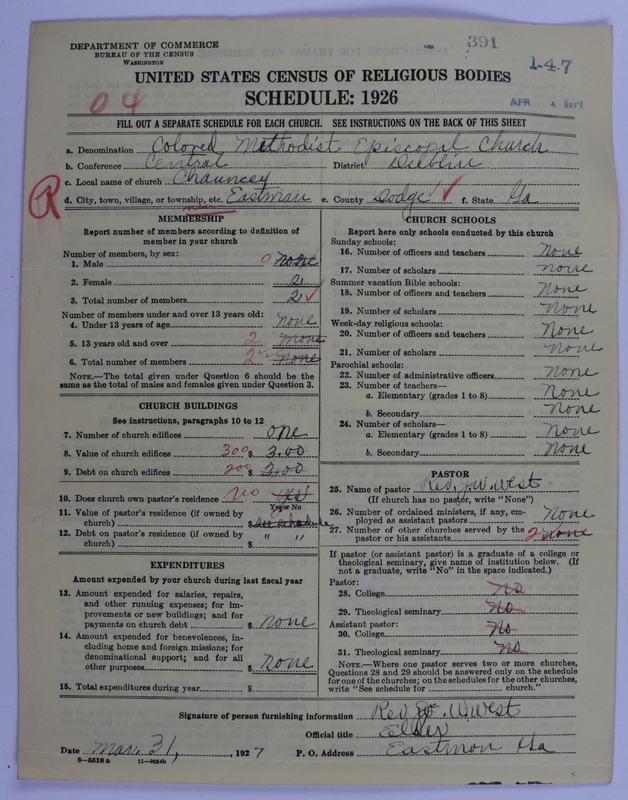 DEPARTMENT OF COMMERCE
BUREAU OF THE CENSUS
WASHINGTON
391
1-4-7
UNITED STATES CENSUS OF RELIGIOUS BODIES
SCHEDULE: 1926
04
APR 4
FILL OUT A SEPARATE SCHEDULE FOR EACH CHURCH. SEE INSTRUCTIONS ON THE BACK OF THIS SHEET
a. Denomination Colored Methodist Episcopal Church
b. Conference Central District Dublin
c. Local name of church Chauncey
R
d. City, town, village, or township, etc. Eastman e. County Dodge ✓ f. State Ga
MEMBERSHIP
Report number of members according to definition of
member in your church
Number of members, by sex:
1. Male 0 none
2. Female 2
3. Total number of members 2 ✓
Number of members under and over 13 years old:
4. Under 13 years of age none
5. 13 years old and over 2 none
6. Total number of members 2 none
NOTE.—The total given under Question 6 should be the
same as the total of males and females given under Question 3.
CHURCH BUILDINGS
See instructions, paragraphs 10 to 12
7. Number of church edifices one
8. Value of church edifices 300 $ 3.00
9. Debt on church edifices 200 $ 2.00
10. Does church own pastor's residence no yes
Yes or No
11. Value of pastor's residence (if owned by
church) $ see schedule
12. Debt on pastor's residence (if owned by
church) $ " "
EXPENDITURES
Amount expended by your church during last fiscal year
13. Amount expended for salaries, repairs,
and other running expenses; for im-
provements or new buildings; and for
payments on church debt $ None
14. Amount expended for benevolences, in-
cluding home and foreign missions; for
denominational support; and for all
other purposes $ None
15. Total expenditures during year $
CHURCH SCHOOLS
Report here only schools conducted by this church
Sunday schools:
16. Number of officers and teachers None
17. Number of scholars None
Summer vacation Bible schools:
18. Number of officers and teachers None
19. Number of scholars None
Week-day religious schools:
20. Number of officers and teachers None
21. Number of scholars None
Parochial schools:
22. Number of administrative officers None
23. Number of teachers—
a. Elementary (grades 1 to 8) None
b. Secondary None
24. Number of scholars—
a. Elementary (grades 1 to 8) None
b. Secondary None
PASTOR
25. Name of pastor Rev. J. W. West
(If church has no pastor, write "None")
26. Number of ordained ministers, if any, em-
ployed as assistant pastors None
27. Number of other churches served by the
pastor or his assistants 2 none
If pastor (or assistant pastor) is a graduate of a college or
theological seminary, give name of institution below. (If
not a graduate, write "No" in the space indicated.)
Pastor:
28. College No
29. Theological seminary No
Assistant pastor:
30. College No
31. Theological seminary No
NOTE.—Where one pastor serves two or more churches,
Questions 28 and 29 should be answered only on the schedule
for one of the churches; on the schedules for the other churches,
write "See schedule for church."
Signature of person furnishing information Rev. J. W. West
Official title Elder
Date Mar. 31, 1927 P. O. Address Eastmon Ga
8—5518 a